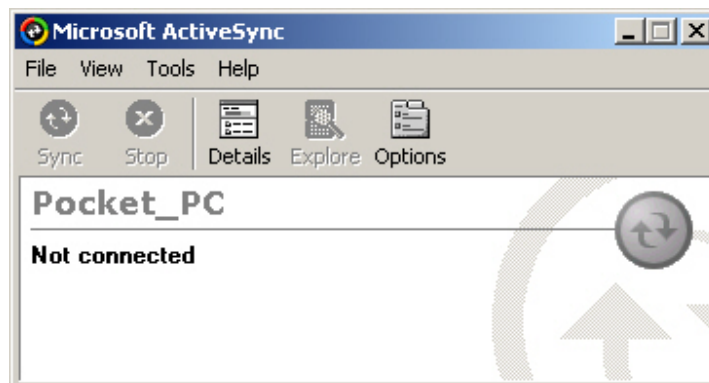 Microsoft ActiveSync
File View Tools Help
Sync Stop Details Explore Options
Pocket_PC
Not connected